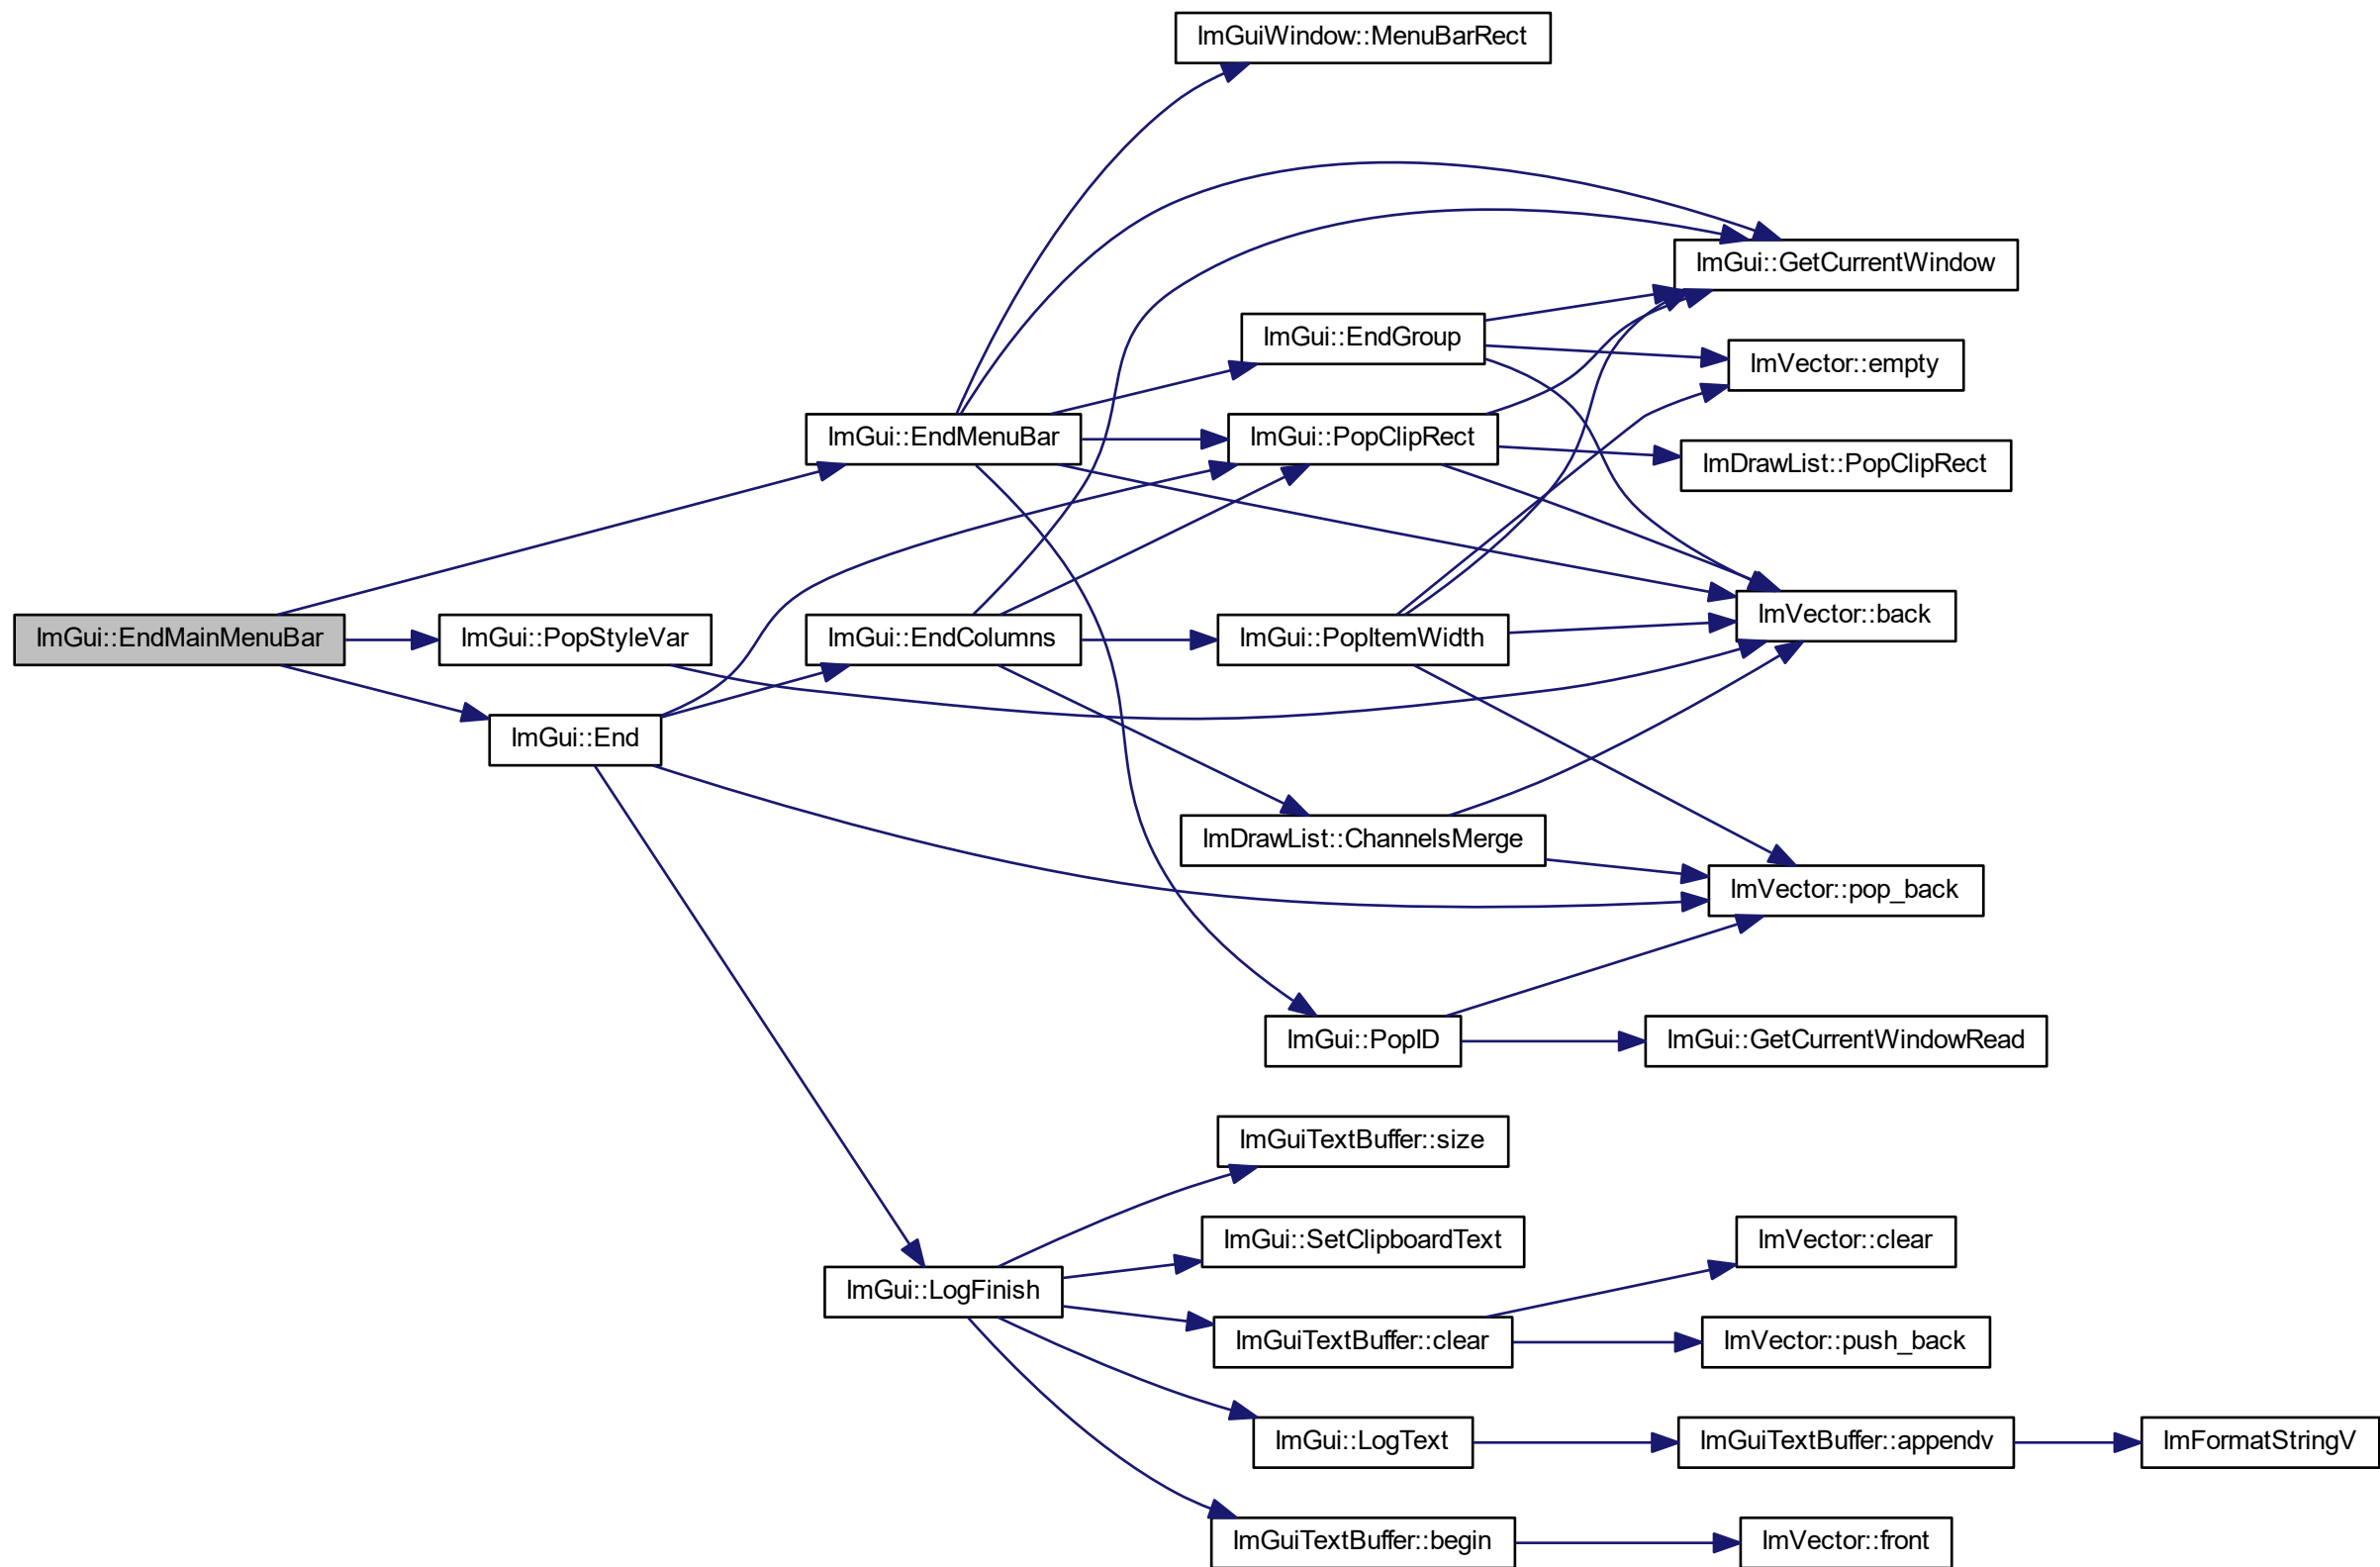 ImGuiWindow::MenuBarRect
ImGui::GetCurrentWindow
ImGui::EndGroup
ImVector::empty
ImGui::EndMenuBar
ImGui::PopClipRect
ImDrawList::PopClipRect
ImGui::EndMainMenuBar
ImGui::PopStyleVar
ImGui::EndColumns
ImGui::PopItemWidth
ImVector::back
ImGui::End
ImDrawList::ChannelsMerge
ImVector::pop_back
ImGui::PopID
ImGui::GetCurrentWindowRead
ImGuiTextBuffer::size
ImGui::SetClipboardText
ImVector::clear
ImGui::LogFinish
ImGuiTextBuffer::clear
ImVector::push_back
ImGui::LogText
ImGuiTextBuffer::appendv
ImFormatStringV
ImGuiTextBuffer::begin
ImVector::front